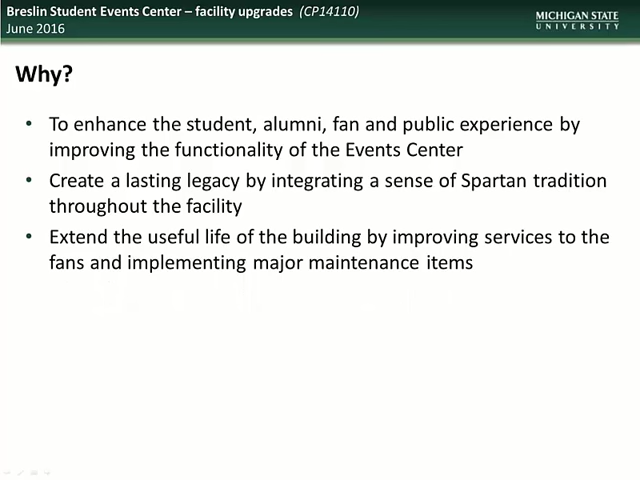 Breslin Student Events Center – facility upgrades (CP14110)
June 2016
MICHIGAN STATE
UNIVERSITY
Why?
• To enhance the student, alumni, fan and public experience by
improving the functionality of the Events Center
• Create a lasting legacy by integrating a sense of Spartan tradition
throughout the facility
• Extend the useful life of the building by improving services to the
fans and implementing major maintenance items